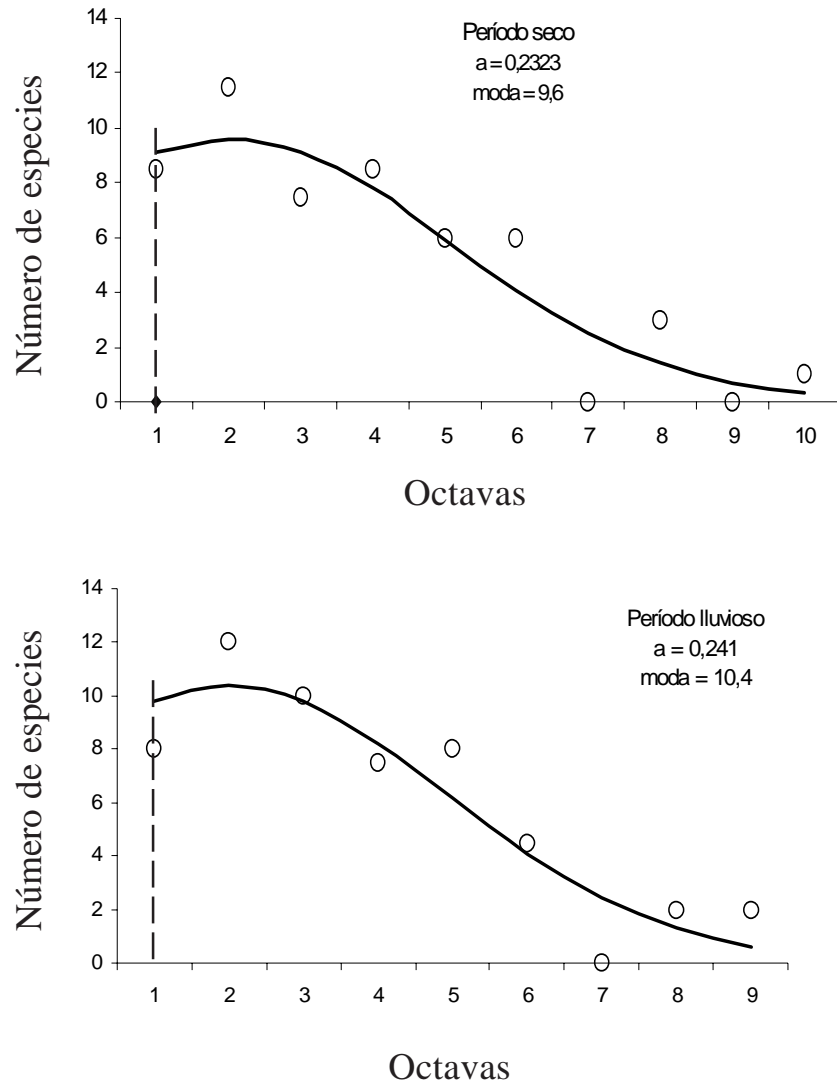 Número de especies
14
12
10
8
6
4
2
0
Período seco
a = 0,2323
moda = 9,6
1 2 3 4 5 6 7 8 9 10
Octavas
Número de especies
14
12
10
8
6
4
2
0
Período lluvioso
a = 0,241
moda = 10,4
1 2 3 4 5 6 7 8 9
Octavas